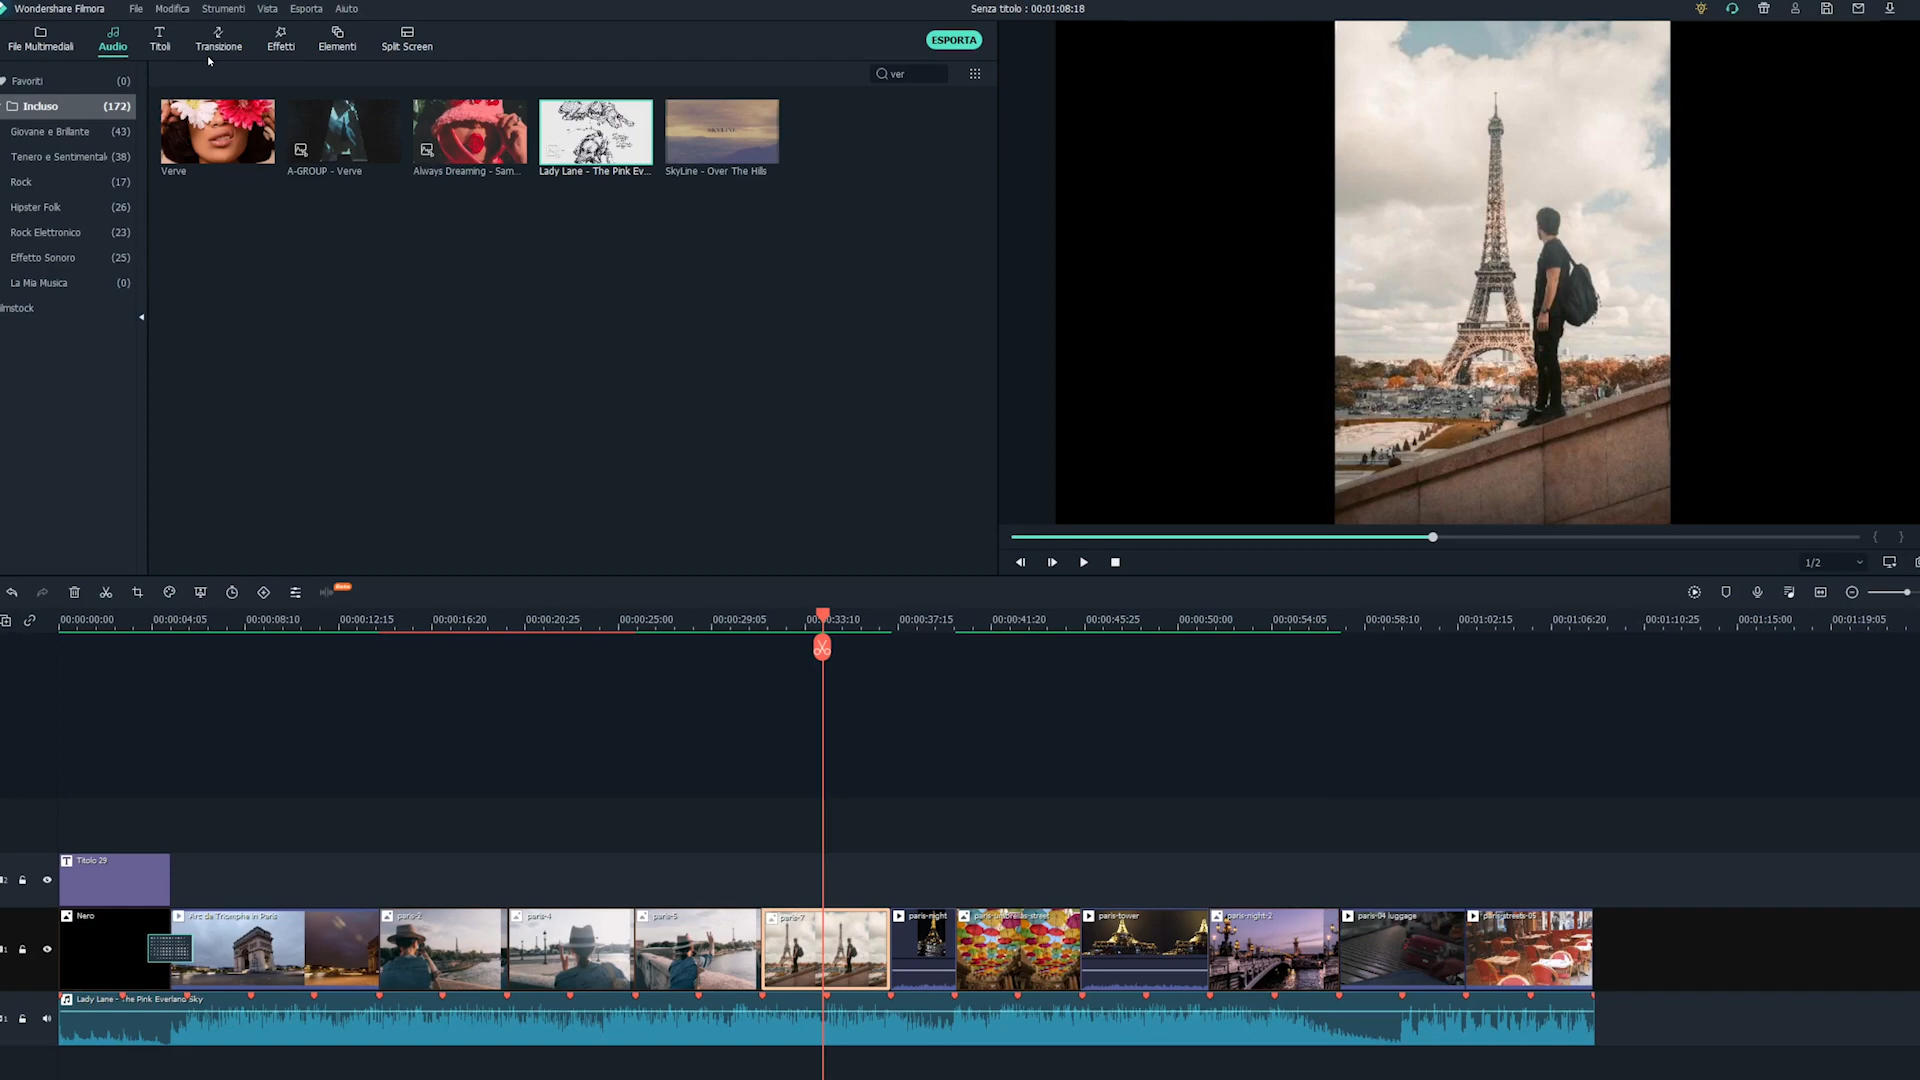 Wondershare Filmora File Modifica Strumenti Vista Esporta Aiuto Senza titolo : 00:01:08:18
File Multimediali Audio Titoli Transizione Effetti Elementi Split Screen ESPORTA
Favoriti (0) ver
Incluso (172)
Giovane e Brillante (43)
Tenero e Sentimental (38)
Rock (17)
Hipster Folk (26)
Rock Elettronico (23)
Effetto Sonoro (25)
La Mia Musica (0)
ilmstock
SKYLINE
Verve A-GROUP - Verve Always Dreaming - Sam... Lady Lane - The Pink Ev... SkyLine - Over The Hills
1/2
Beta
00:00:00:00 00:00:04:05 00:00:08:10 00:00:12:15 00:00:16:20 00:00:20:25 00:00:25:00 00:00:29:05 00:00:33:10 00:00:37:15 00:00:41:20 00:00:45:25 00:00:50:00 00:00:54:05 00:00:58:10 00:01:02:15 00:01:06:20 00:01:10:25 00:01:15:00 00:01:19:05
Titolo 29
2
Nero Arc de Triomphe in Paris paris-2 paris-4 paris-5 paris-7 paris-night paris-umbrellas-street paris-tower paris-night-2 paris-04 luggage paris-streets-05
1
Lady Lane - The Pink Everland Sky
1